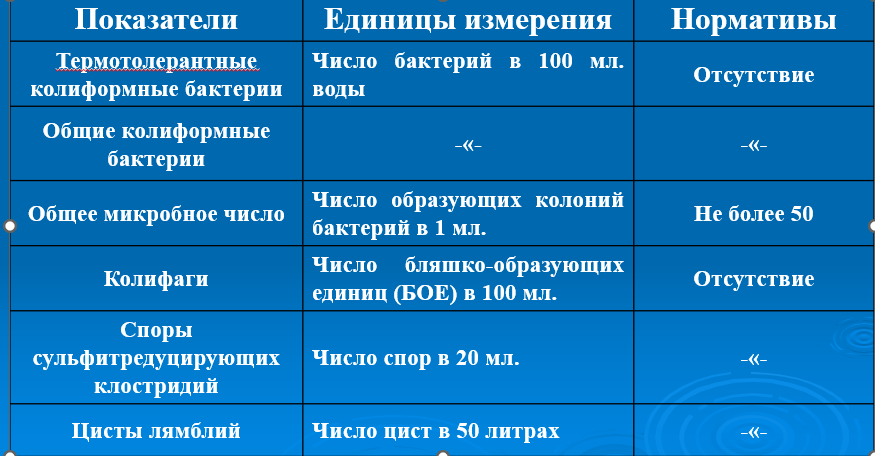 Показатели Единицы измерения Нормативы
Термотолерантные колиформные бактерии
Число бактерий в 100 мл. воды
Отсутствие
Общие колиформные бактерии
-«-
-«-
Общее микробное число
Число образующих колоний бактерий в 1 мл.
Не более 50
Колифаги
Число бляшко-образующих единиц (БОЕ) в 100 мл.
Отсутствие
Споры сульфитредуцирующих клостридий
Число спор в 20 мл.
-«-
Цисты лямблий
Число цист в 50 литрах
-«-